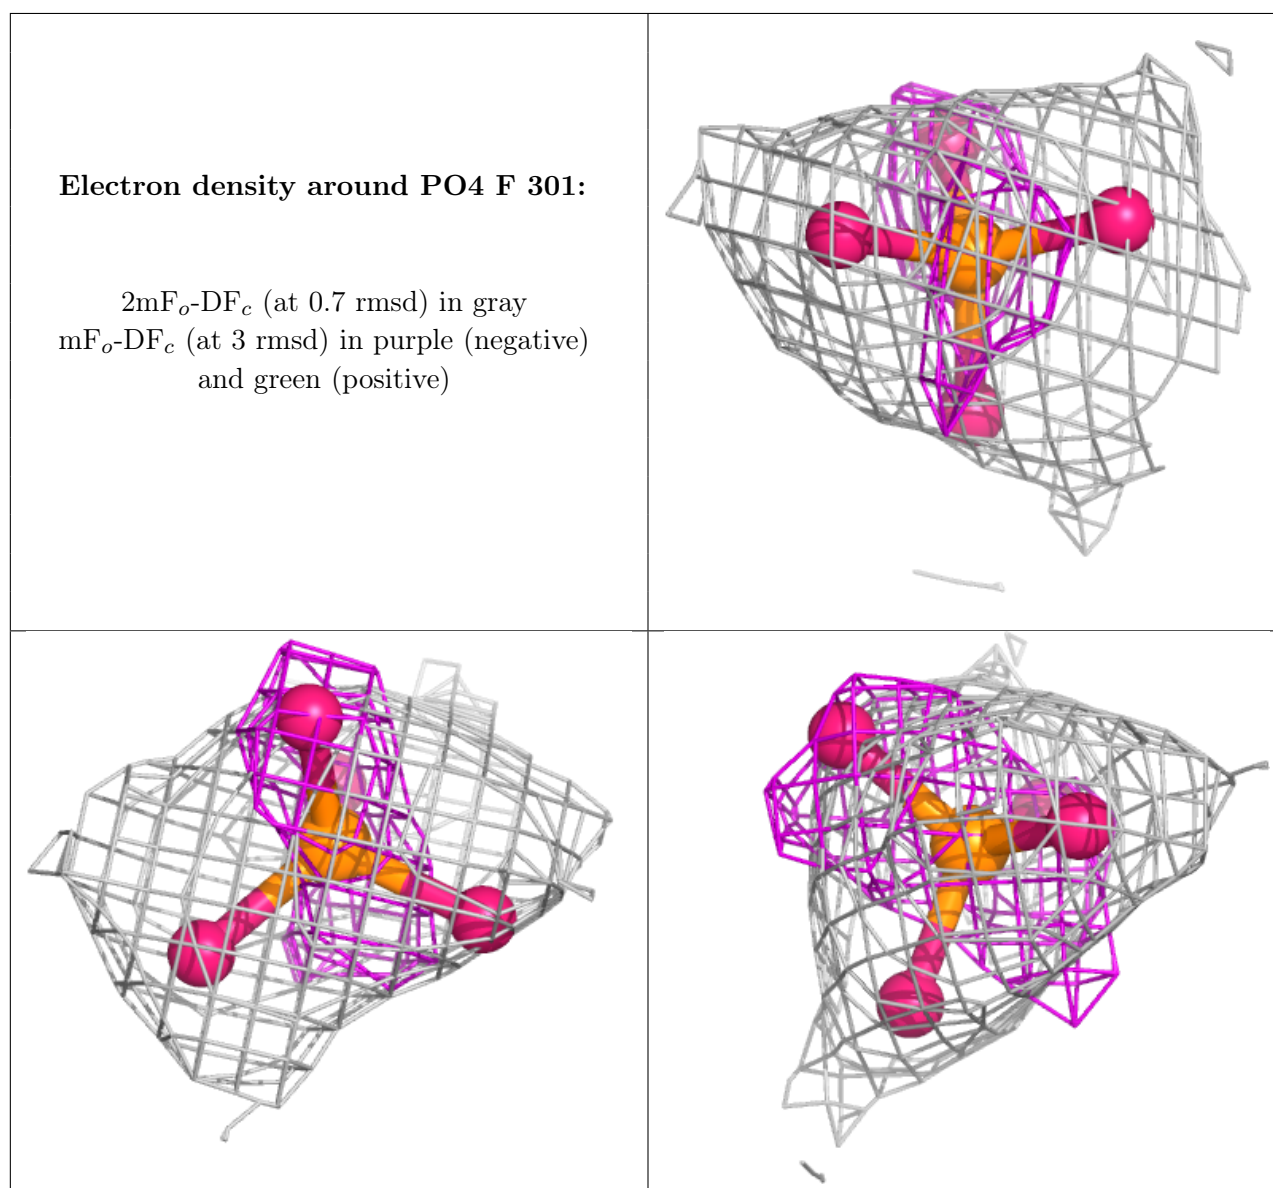 Electron density around PO4 F 301:
2mFₒ-DF𝒸 (at 0.7 rmsd) in gray
mFₒ-DF𝒸 (at 3 rmsd) in purple (negative)
and green (positive)